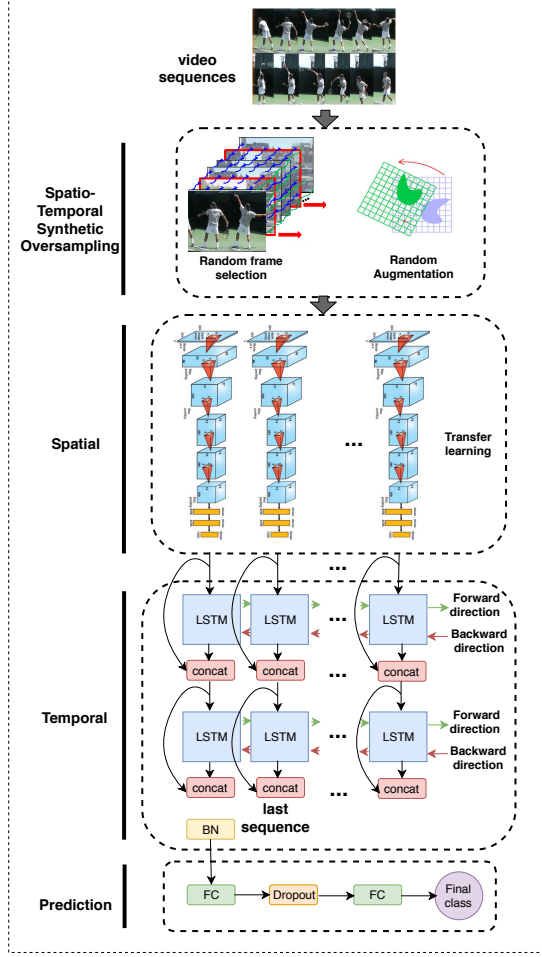 video
sequences
Spatio-
Temporal
Synthetic
Oversampling
Random frame
selection
Random
Augmentation
Spatial
...
Transfer
learning
...
Temporal
LSTM
LSTM
...
LSTM
Forward
direction
Backward
direction
concat
concat
...
concat
LSTM
LSTM
...
LSTM
Forward
direction
Backward
direction
concat
concat
...
concat
last
sequence
BN
Prediction
FC
Dropout
FC
Final
class